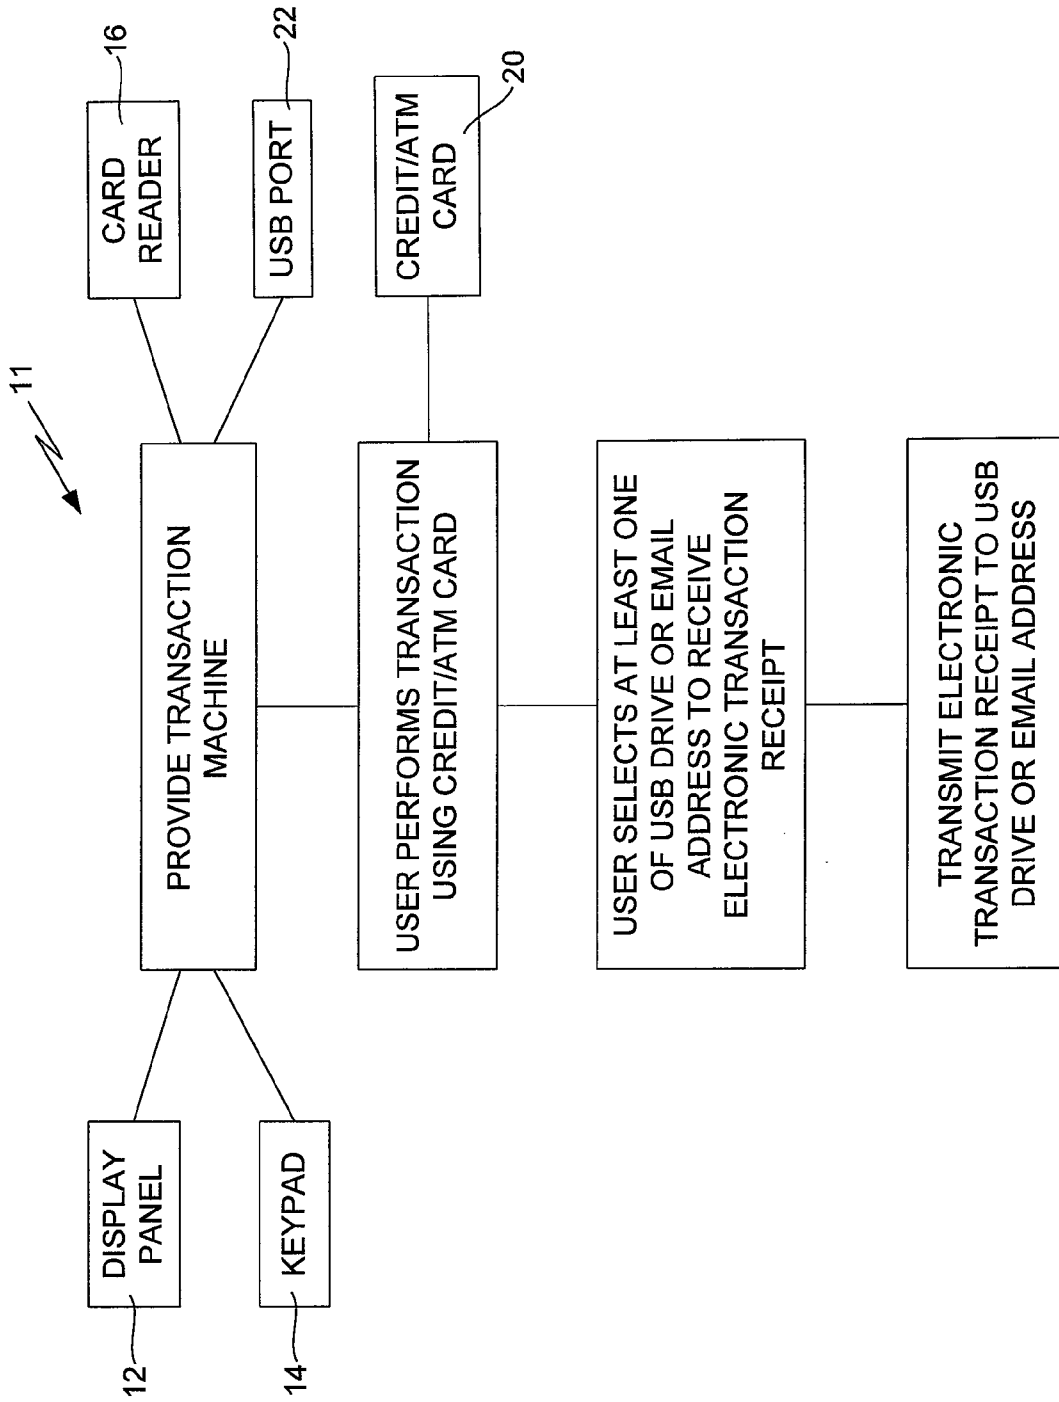 11
12
DISPLAY
PANEL
14
KEYPAD
PROVIDE TRANSACTION
MACHINE
CARD
READER
16
USB PORT
22
USER PERFORMS TRANSACTION
USING CREDIT/ATM CARD
CREDIT/ATM
CARD
20
USER SELECTS AT LEAST ONE
OF USB DRIVE OR EMAIL
ADDRESS TO RECEIVE
ELECTRONIC TRANSACTION
RECEIPT
TRANSMIT ELECTRONIC
TRANSACTION RECEIPT TO USB
DRIVE OR EMAIL ADDRESS